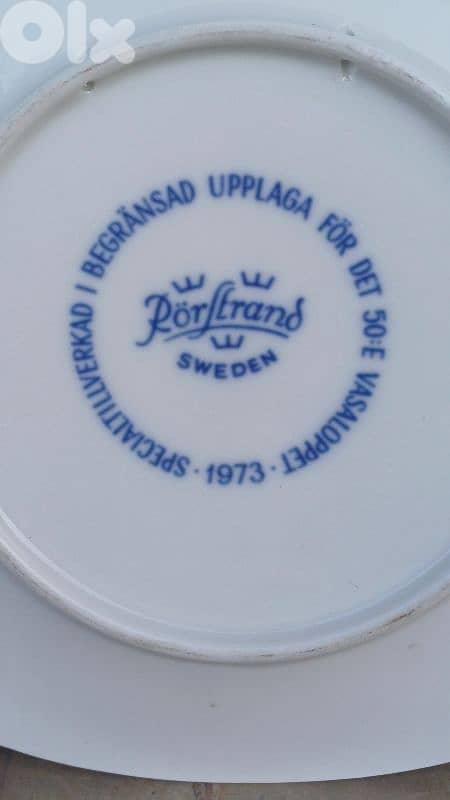 Olx
SPECIALTILLVERKAD I BEGRÄNSAD UPPLAGA FÖR DET 50:E VASALOPPET · 1973 ·
Rörstrand
SWEDEN